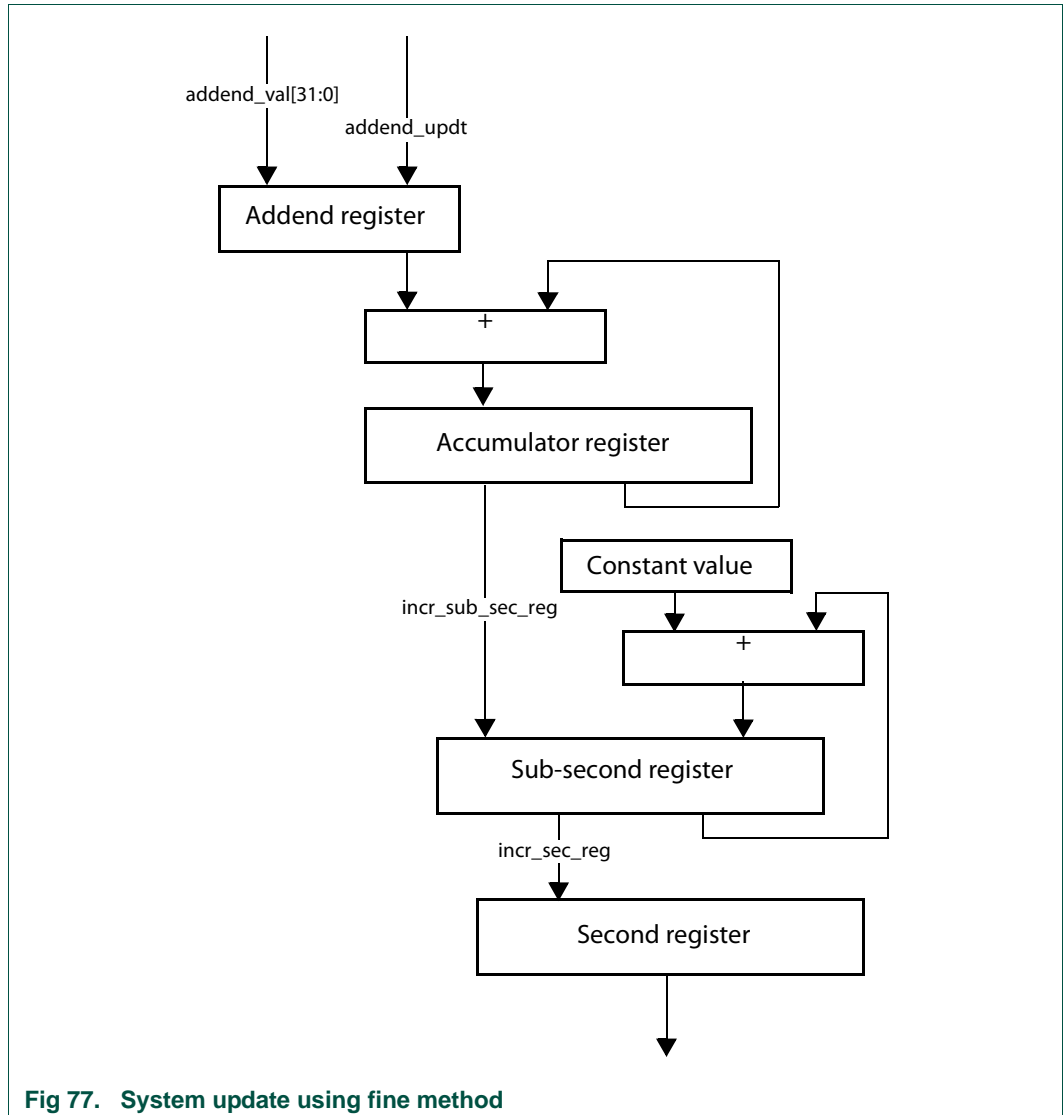 addend_val[31:0]
addend_updt
Addend register
+
Accumulator register
Constant value
incr_sub_sec_reg
+
Sub-second register
incr_sec_reg
Second register
Fig 77. System update using fine method